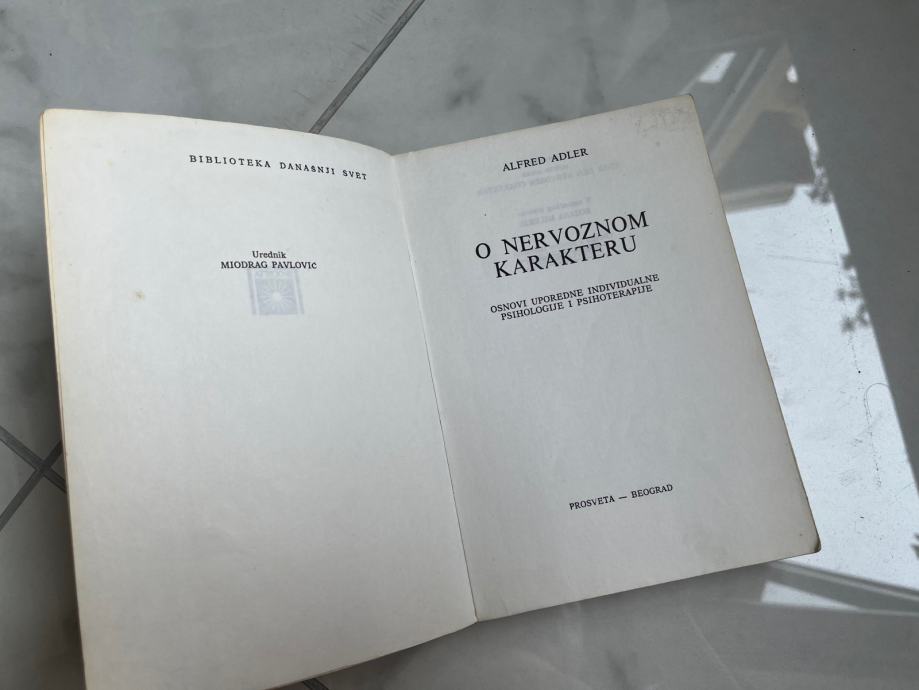 BIBLIOTEKA DANAŠNJI SVET
Urednik
MIODRAG PAVLOVIĆ
ALFRED ADLER
O NERVOZNOM
KARAKTERU
OSNOVI UPOREDNE INDIVIDUALNE
PSIHOLOGIJE I PSIHOTERAPIJE
PROSVETA — BEOGRAD